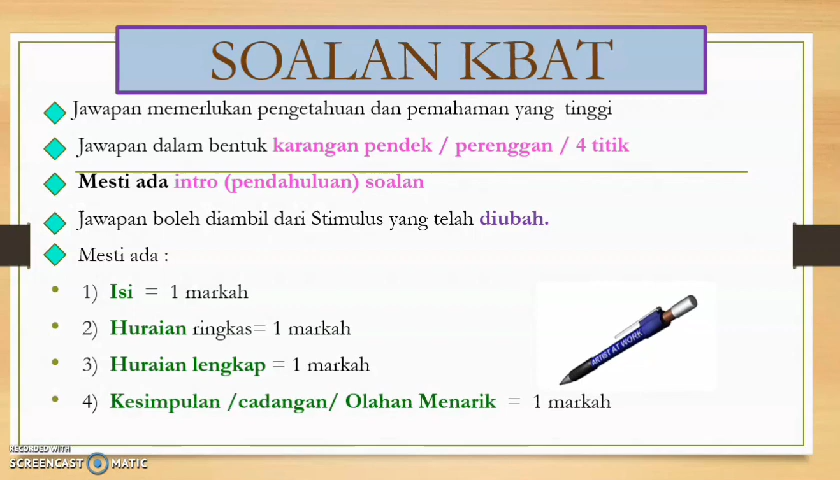 SOALAN KBAT
Jawapan memerlukan pengetahuan dan pemahaman yang tinggi
Jawapan dalam bentuk karangan pendek / perenggan / 4 titik
Mesti ada intro (pendahuluan) soalan
Jawapan boleh diambil dari Stimulus yang telah diubah.
Mesti ada :
1) Isi = 1 markah
2) Huraian ringkas= 1 markah
3) Huraian lengkap = 1 markah
4) Kesimpulan /cadangan/ Olahan Menarik = 1 markah
ARTIST AT WORK
RECORDED WITH
SCREENCAST MATIC